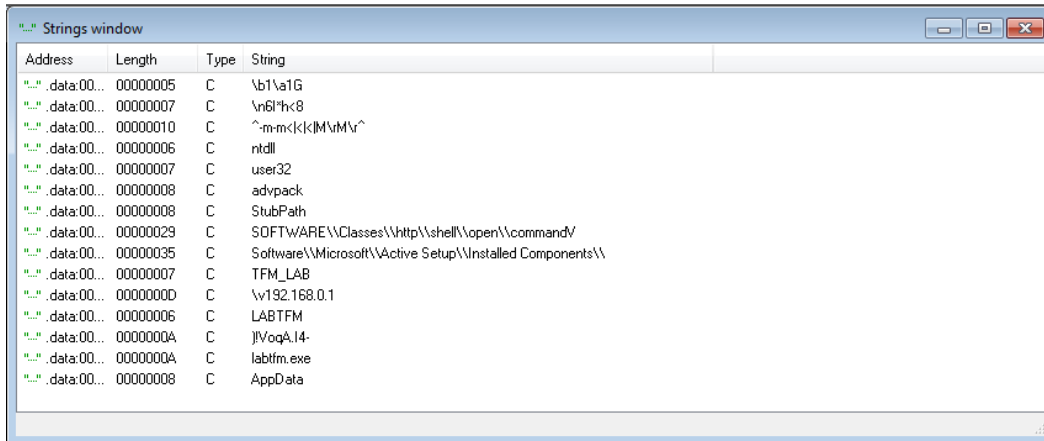 "..." Strings window
Address Length Type String
"..." .data:00... 00000005 C \b1\a1G
"..." .data:00... 00000007 C \n6l*h<8
"..." .data:00... 00000010 C ^-m-m<|<|<|M\rM\r^
"..." .data:00... 00000006 C ntdll
"..." .data:00... 00000007 C user32
"..." .data:00... 00000008 C advpack
"..." .data:00... 00000008 C StubPath
"..." .data:00... 00000029 C SOFTWARE\\Classes\\http\\shell\\open\\commandV
"..." .data:00... 00000035 C Software\\Microsoft\\Active Setup\\Installed Components\\
"..." .data:00... 00000007 C TFM_LAB
"..." .data:00... 0000000D C \v192.168.0.1
"..." .data:00... 00000006 C LABTFM
"..." .data:00... 0000000A C )!VoqA.I4-
"..." .data:00... 0000000A C labtfm.exe
"..." .data:00... 00000008 C AppData